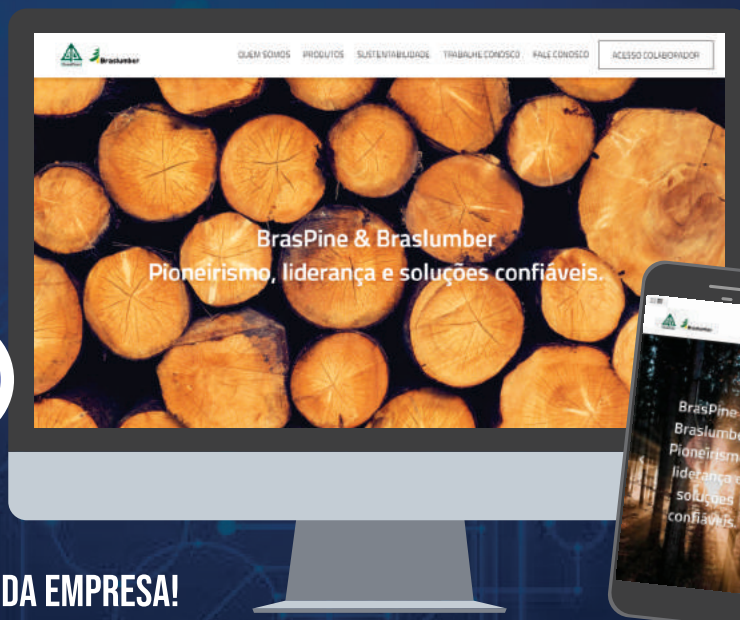 Braslumber
QUEM SOMOS PRODUTOS SUSTENTABILIDADE TRABALHE CONOSCO FALE CONOSCO ACESSO COLABORADOR
BrasPine & Braslumber
Pioneirismo, liderança e soluções confiáveis.
Braslumber
BrasPine
Braslumbe
Pioneirismo
liderança e
soluções
confiáveis.
DA EMPRESA!